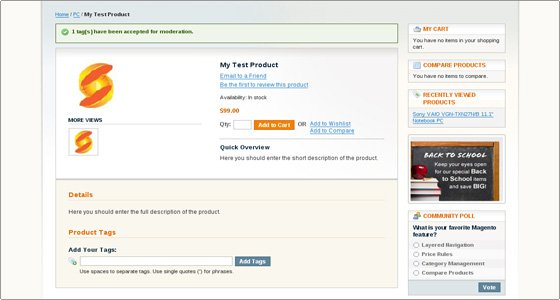 Home / PC / My Test Product
1 tag(s) have been accepted for moderation.
My Test Product
Email to a Friend
Be the first to review this product
Availability: In stock
$99.00
Qty: Add to Cart OR Add to Wishlist
Add to Compare
MORE VIEWS
Quick Overview
Here you should enter the short description of the product.
Details
Here you should enter the full description of the product.
Product Tags
Add Your Tags:
Add Tags
Use spaces to separate tags. Use single quotes (') for phrases.
MY CART
You have no items in your shopping
cart.
COMPARE PRODUCTS
You have no items to compare.
RECENTLY VIEWED
PRODUCTS
Sony VAIO VGN-TXN27N/B 11.1"
Notebook PC
BACK TO SCHOOL
Keep your eyes open
for our special Back
to School items
and save BIG!
COMMUNITY POLL
What is your favorite Magento
feature?
Layered Navigation
Price Rules
Category Management
Compare Products
Vote